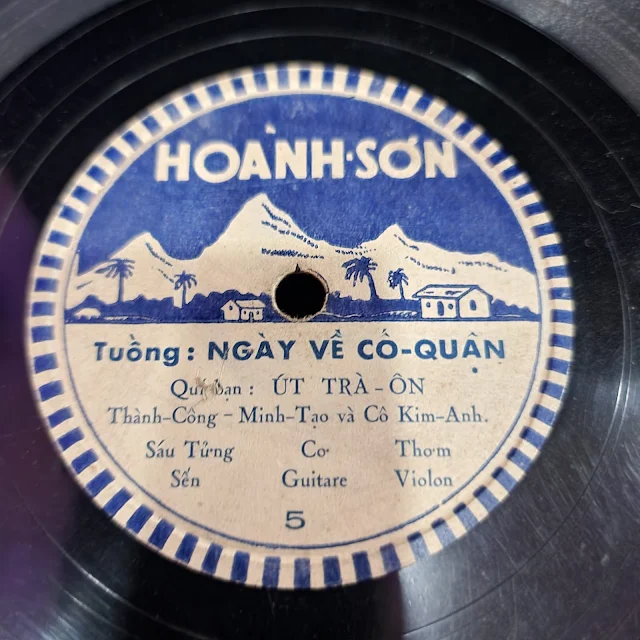 HOÀNH·SƠN
Tuồng: NGÀY VỀ CỐ-QUẬN
Quí bạn: ÚT TRÀ-ÔN
Thành-Công - Minh-Tạo và Cô Kim-Anh.
Sáu Tửng Cơ Thơm
Sến Guitare Violon
5